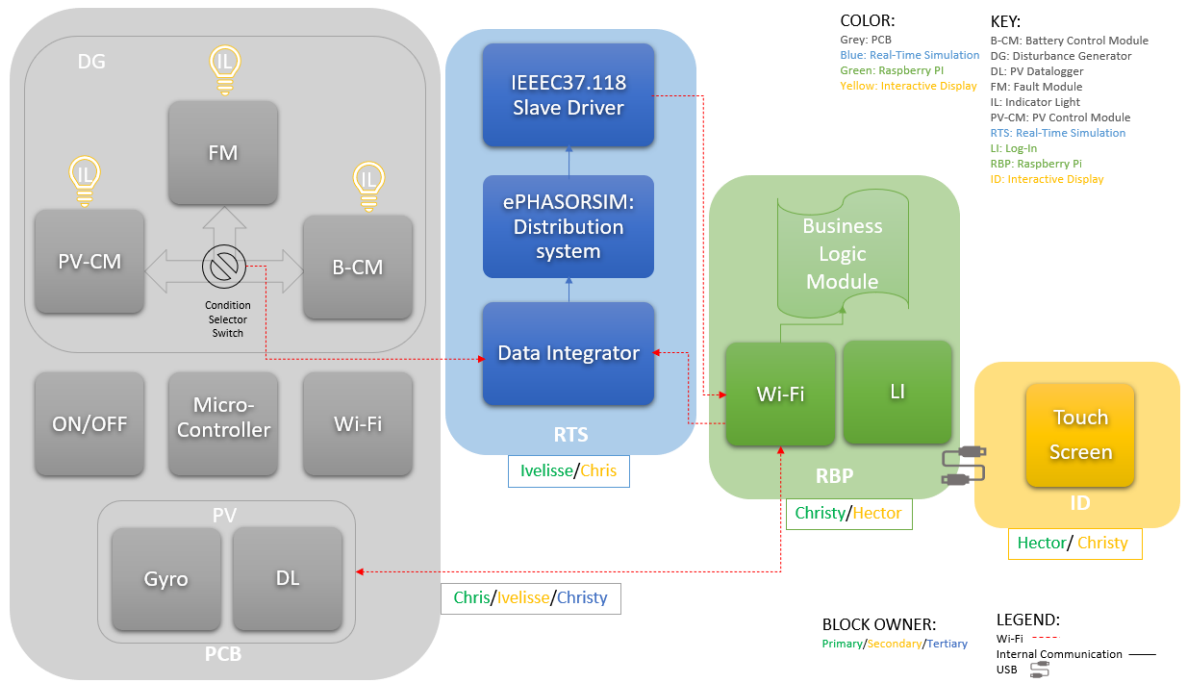 DG
IL
FM
IL
PV-CM
IL
B-CM
Condition
Selector
Switch
ON/OFF
Micro-
Controller
Wi-Fi
PV
Gyro
DL
PCB
Chris/Ivelisse/Christy
IEEEC37.118
Slave Driver
ePHASORSIM:
Distribution
system
Data Integrator
RTS
Ivelisse/Chris
Business
Logic
Module
Wi-Fi
LI
RBP
Christy/Hector
Touch
Screen
ID
Hector/ Christy
COLOR:
Grey: PCB
Blue: Real-Time Simulation
Green: Raspberry PI
Yellow: Interactive Display
KEY:
B-CM: Battery Control Module
DG: Disturbance Generator
DL: PV Datalogger
FM: Fault Module
IL: Indicator Light
PV-CM: PV Control Module
RTS: Real-Time Simulation
LI: Log-In
RBP: Raspberry Pi
ID: Interactive Display
BLOCK OWNER:
Primary/Secondary/Tertiary
LEGEND:
Wi-Fi
Internal Communication
USB